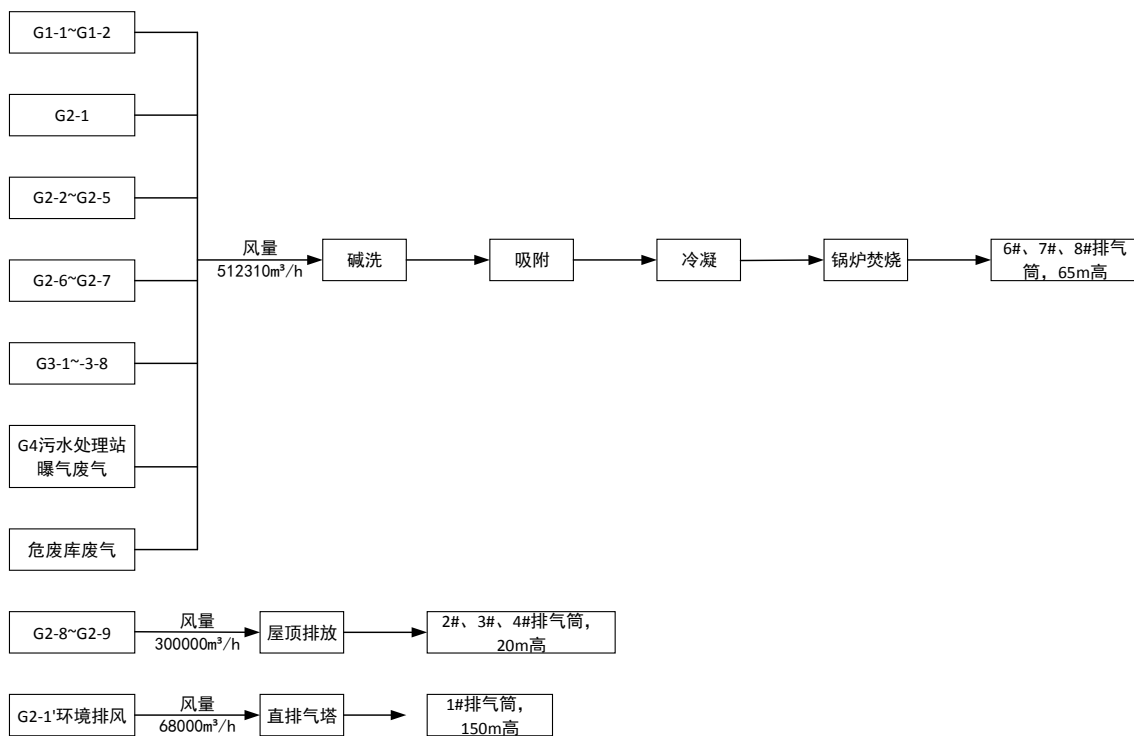 G1-1~G1-2
G2-1
G2-2~G2-5
G2-6~G2-7
G3-1~-3-8
G4污水处理站
曝气废气
危废库废气
风量
512310m³/h
碱洗
吸附
冷凝
锅炉焚烧
6#、7#、8#排气
筒，65m高
G2-8~G2-9
风量
300000m³/h
屋顶排放
2#、3#、4#排气筒，
20m高
G2-1'环境排风
风量
68000m³/h
直排气塔
1#排气筒，
150m高